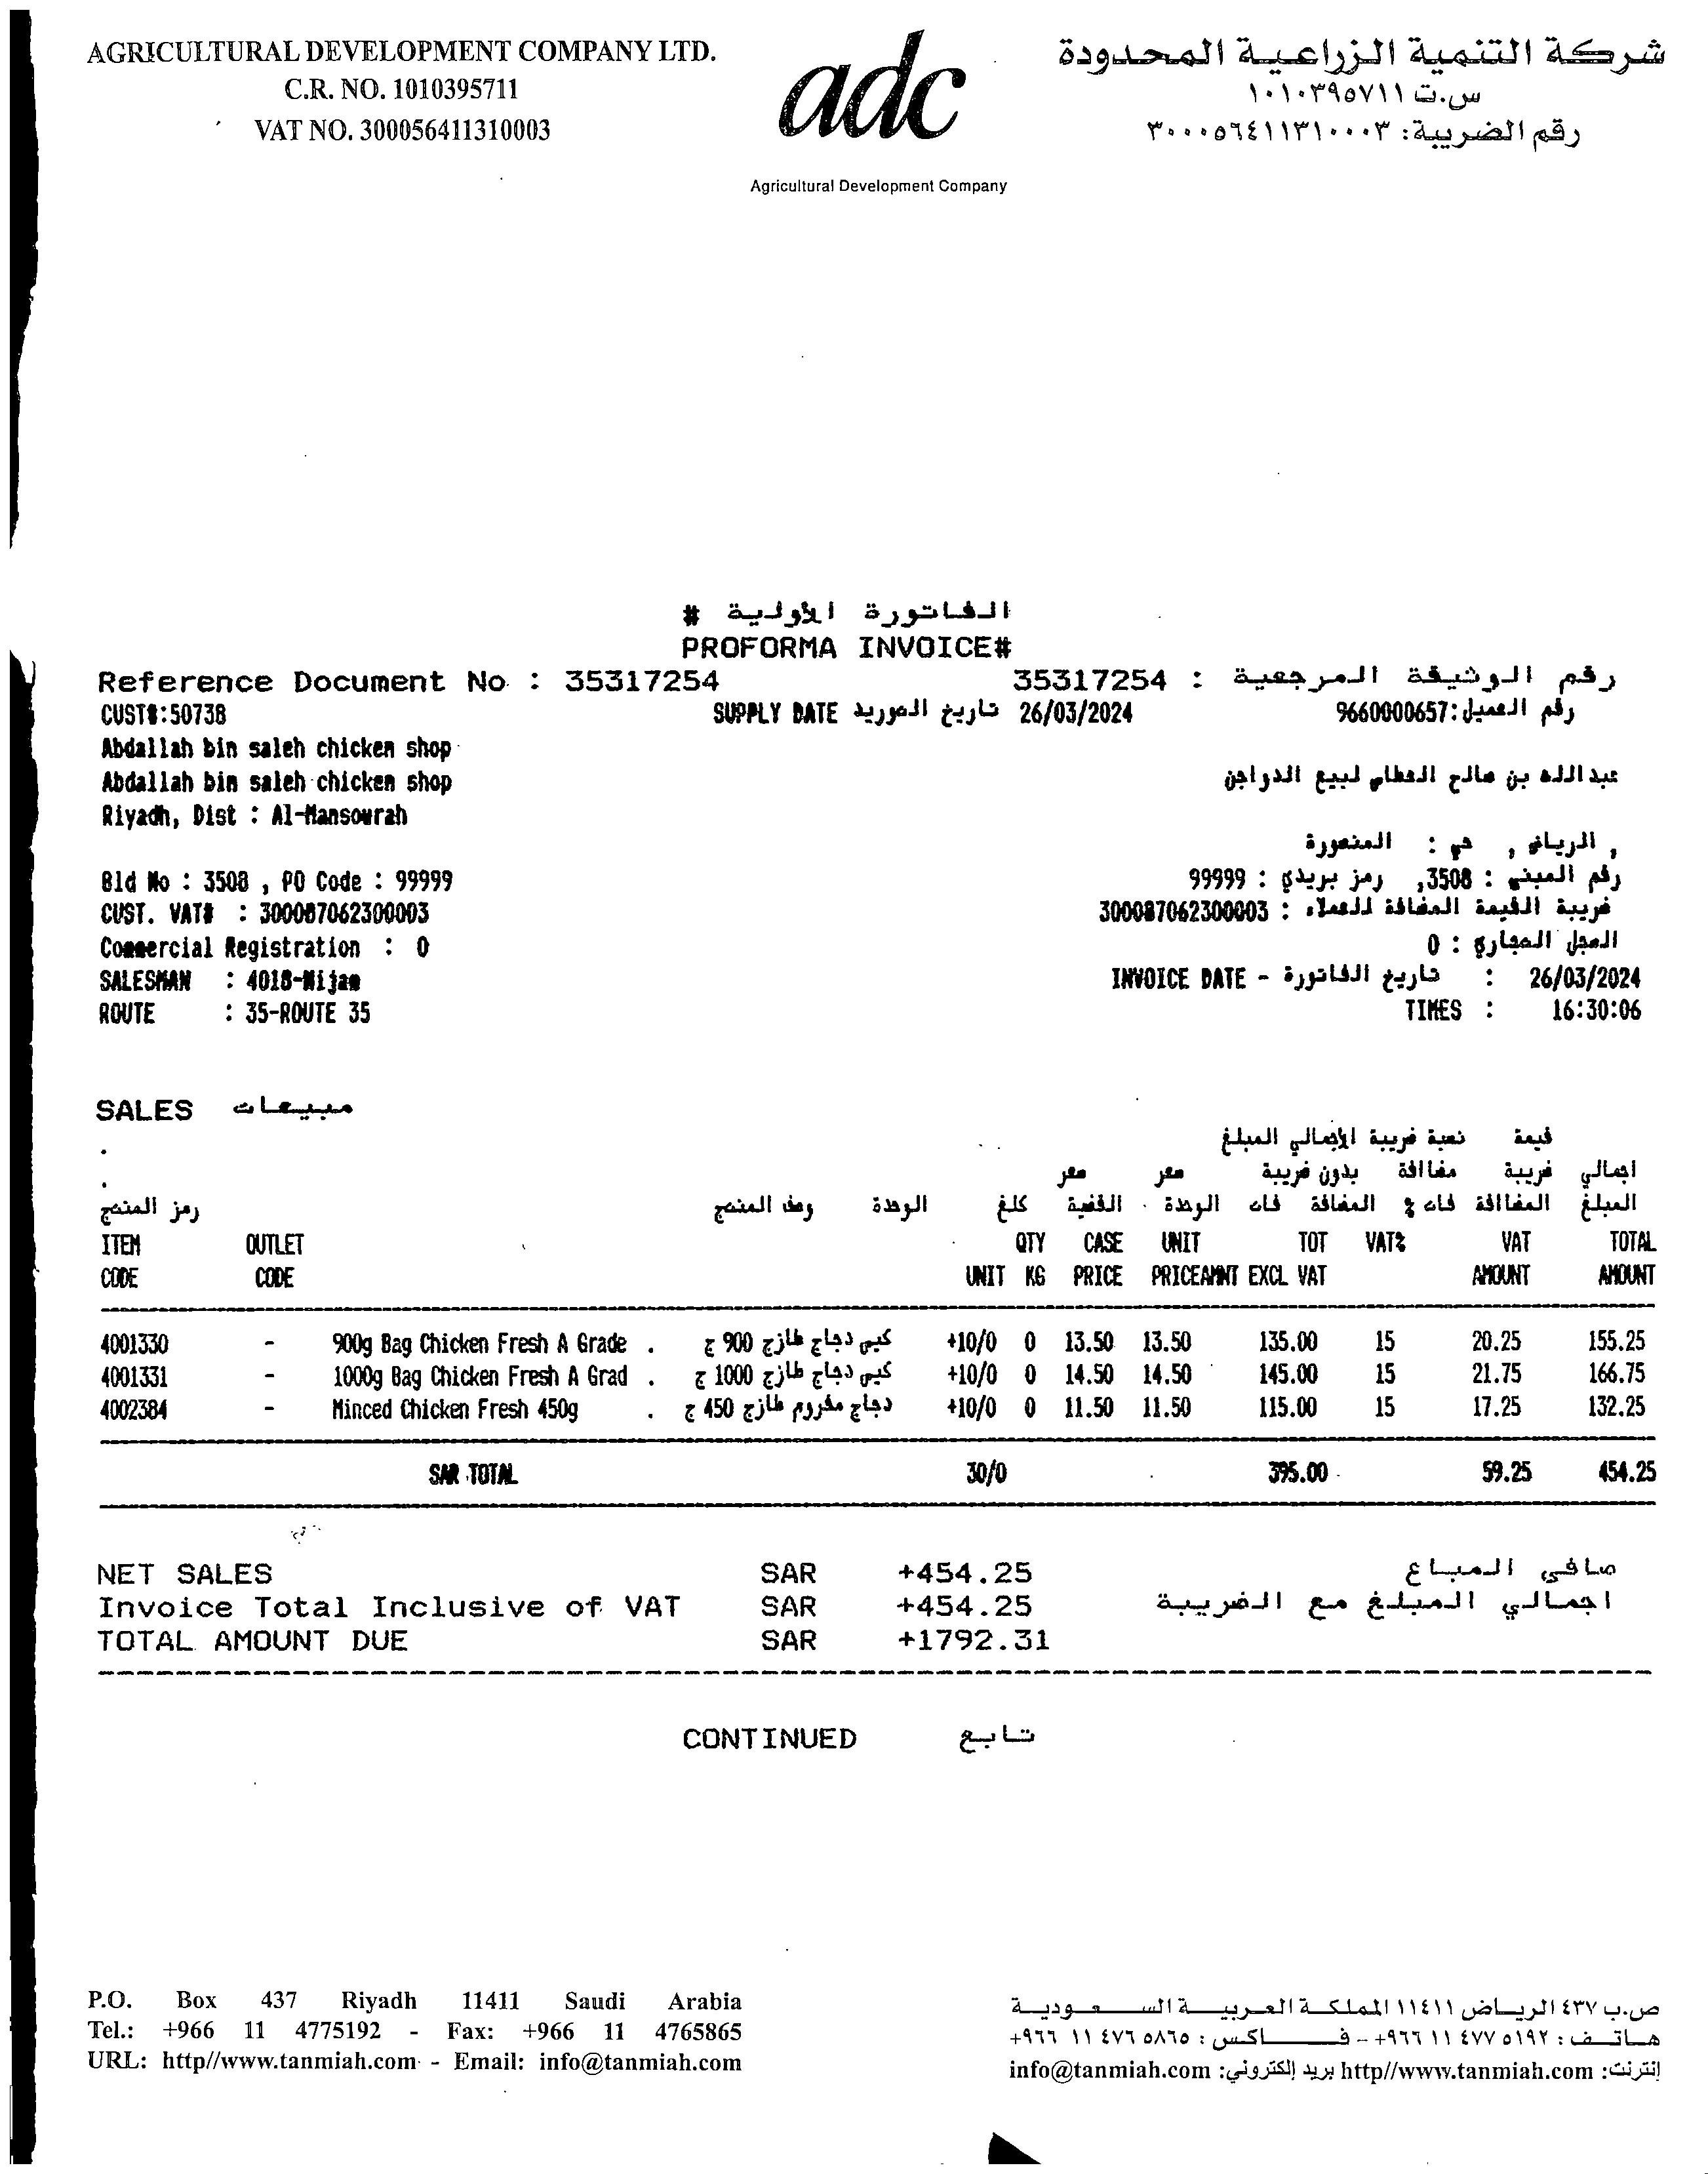 AGRICULTURAL DEVELOPMENT COMPANY LTD.
C.R. NO. 1010395711
VAT NO. 300056411310003
adc
Agricultural Development Company
شركة التنمية الزراعية المحدودة
س.ت ١٠١٠٣٩٥٧١١
رقم الضريبة: ٣٠٠٠٥٦٤١١٣١٠٠٠٣
الفاتورة الأولية #
PROFORMA INVOICE#
Reference Document No : 35317254 35317254 : رقم الوثيقة المرجعية
CUST#:50738 SUPPLY DATE تاريخ التوريد 26/03/2024 رقم العميل:9660000657
Abdallah bin saleh chicken shop
Abdallah bin saleh chicken shop عبدالله بن صالح العطاس لبيع الدواجن
Riyadh, Dist : Al-Mansourah
, الرياض , حي : المنصورة
Bld No : 3508 , PO Code : 99999 رقم المبنى : 3508, رمز بريدي : 99999
CUST. VAT# : 300087062300003 ضريبة القيمة المضافة للعملاء : 300087062300003
Commercial Registration : 0 السجل التجاري : 0
SALESMAN : 4018-Nijam INVOICE DATE - تاريخ الفاتورة : 26/03/2024
ROUTE : 35-ROUTE 35 TIMES : 16:30:06
SALES مبيعات
قيمة نسبة ضريبة الإجمالي المبلغ
اجمالي ضريبة مضاافة بدون ضريبة سعر سعر
المبلغ المضاافة فات % المضافة فات الوحدة القضية كلغ الوحدة وصف المنتج رمز المنتج
ITEM OUTLET QTY CASE UNIT TOT VAT% VAT TOTAL
CODE CODE UNIT KG PRICE PRICEAMNT EXCL VAT AMOUNT AMOUNT
4001330 - 900g Bag Chicken Fresh A Grade . كيس دجاج طازج 900 ج +10/0 0 13.50 13.50 135.00 15 20.25 155.25
4001331 - 1000g Bag Chicken Fresh A Grad . كيس دجاج طازج 1000 ج +10/0 0 14.50 14.50 145.00 15 21.75 166.75
4002384 - Minced Chicken Fresh 450g . دجاج مفروم طازج 450 ج +10/0 0 11.50 11.50 115.00 15 17.25 132.25
SAR TOTAL 30/0 395.00 59.25 454.25
NET SALES SAR +454.25 صافى المباع
Invoice Total Inclusive of VAT SAR +454.25 اجمالي المبلغ مع الضريبة
TOTAL AMOUNT DUE SAR +1792.31
CONTINUED تابع
P.O. Box 437 Riyadh 11411 Saudi Arabia
Tel.: +966 11 4775192 - Fax: +966 11 4765865
URL: http//www.tanmiah.com - Email: info@tanmiah.com
ص.ب ٤٣٧ الرياض ١١٤١١ المملكة العربية السعودية
هاتف : ٥١٩٢ ٤٧٧ ١١ ٩٦٦+ – فاكس : ٥٨٦٥ ٤٧٦ ١١ ٩٦٦+
إنترنت: http//www.tanmiah.com بريد إلكتروني: info@tanmiah.com